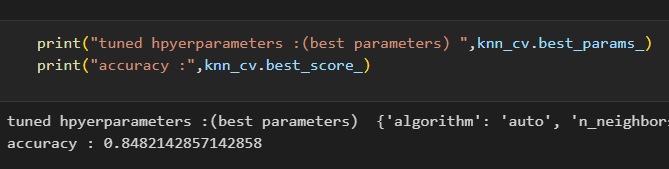 print("tuned hpyerparameters :(best parameters) ",knn_cv.best_params_)
print("accuracy :",knn_cv.best_score_)
tuned hpyerparameters :(best parameters)  {'algorithm': 'auto', 'n_neighbors
accuracy : 0.8482142857142858